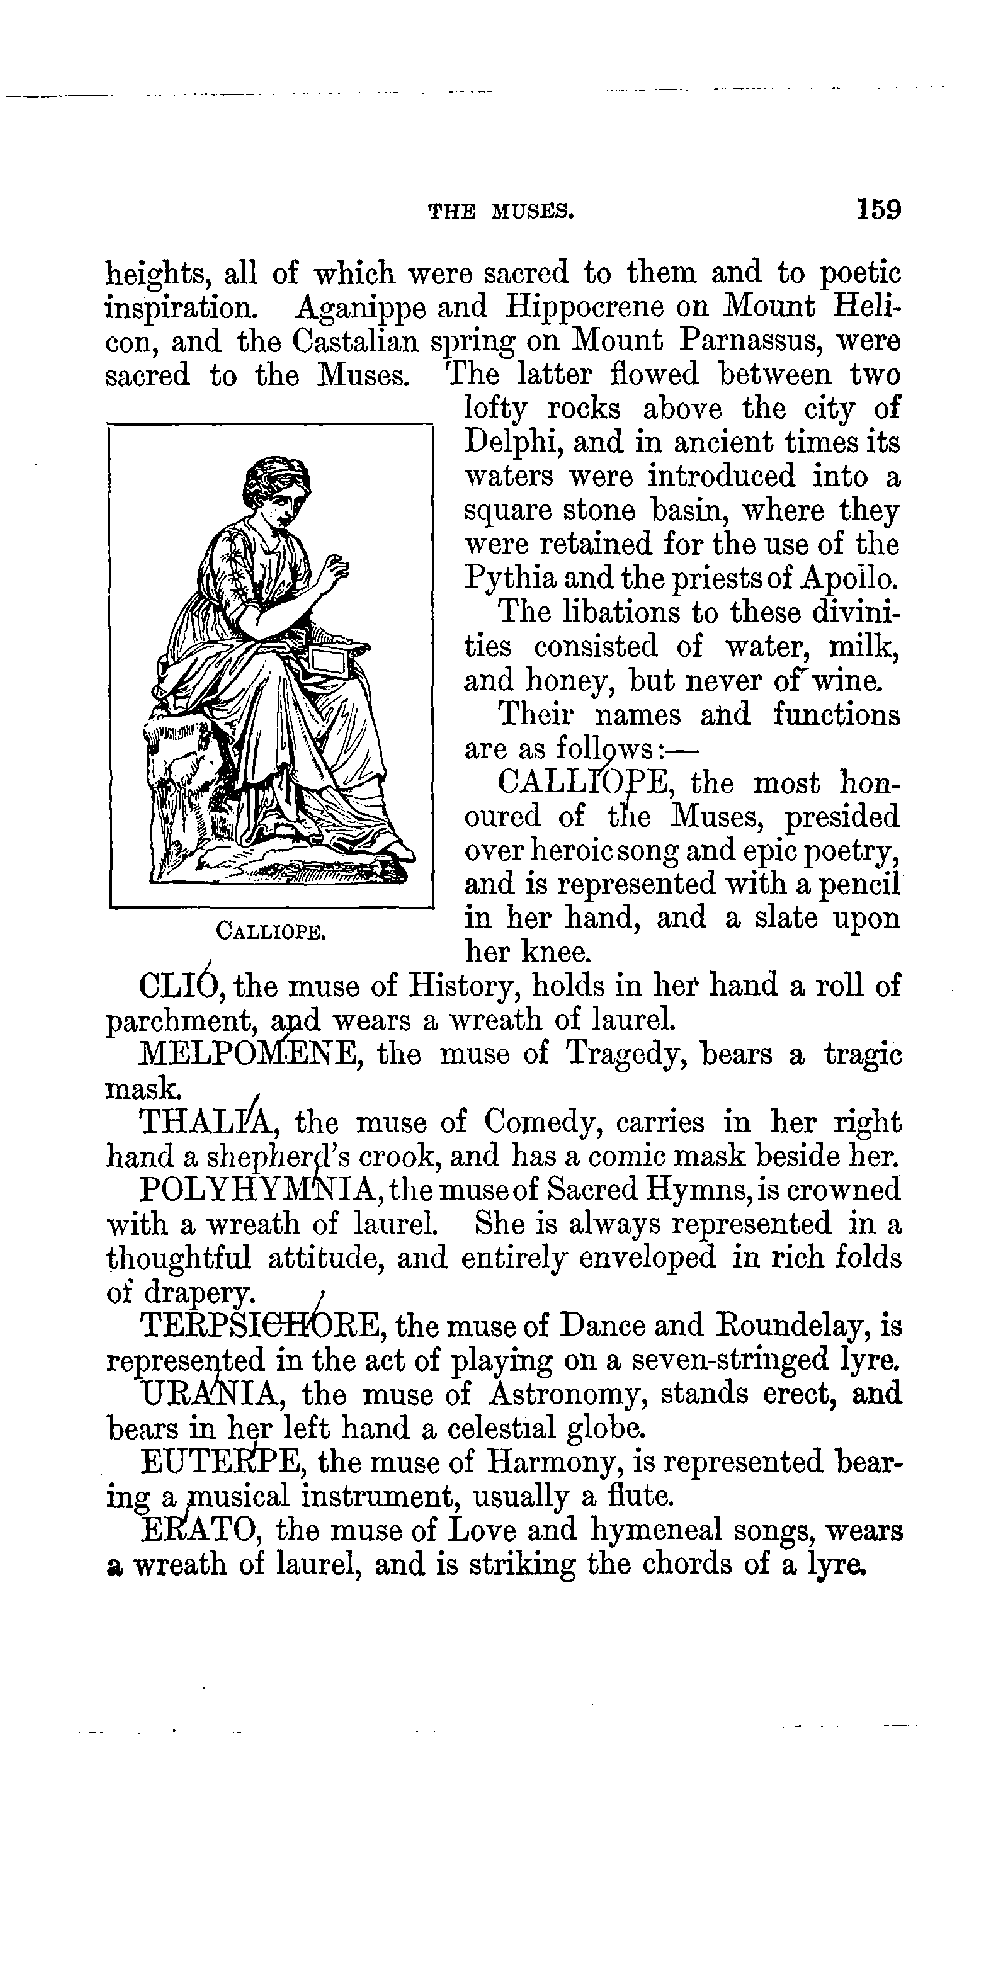 THE MUSES. 159
heights, all of which were sacred to them and to poetic
inspiration. Aganippe and Hippocrene on Mount Heli-
con, and the Castalian spring on Mount Parnassus, were
sacred to the Muses. The latter flowed between two
lofty rocks above the city of
Delphi, and in ancient times its
waters were introduced into a
square stone basin, where they
were retained for the use of the
Pythia and the priests of Apollo.
The libations to these divini-
ties consisted of water, milk,
and honey, but never of wine.
Their names and functions
are as follows:—
CALLIOPE, the most hon-
oured of the Muses, presided
over heroic song and epic poetry,
and is represented with a pencil
in her hand, and a slate upon
her knee.
CALLIOPE.
CLIO, the muse of History, holds in her hand a roll of
parchment, and wears a wreath of laurel.
MELPOMENE, the muse of Tragedy, bears a tragic
mask.
THALIA, the muse of Comedy, carries in her right
hand a shepherd's crook, and has a comic mask beside her.
POLYHYMNIA, the muse of Sacred Hymns, is crowned
with a wreath of laurel. She is always represented in a
thoughtful attitude, and entirely enveloped in rich folds
of drapery.
TERPSICHORE, the muse of Dance and Roundelay, is
represented in the act of playing on a seven-stringed lyre.
URANIA, the muse of Astronomy, stands erect, and
bears in her left hand a celestial globe.
EUTERPE, the muse of Harmony, is represented bear-
ing a musical instrument, usually a flute.
ERATO, the muse of Love and hymeneal songs, wears
a wreath of laurel, and is striking the chords of a lyre.